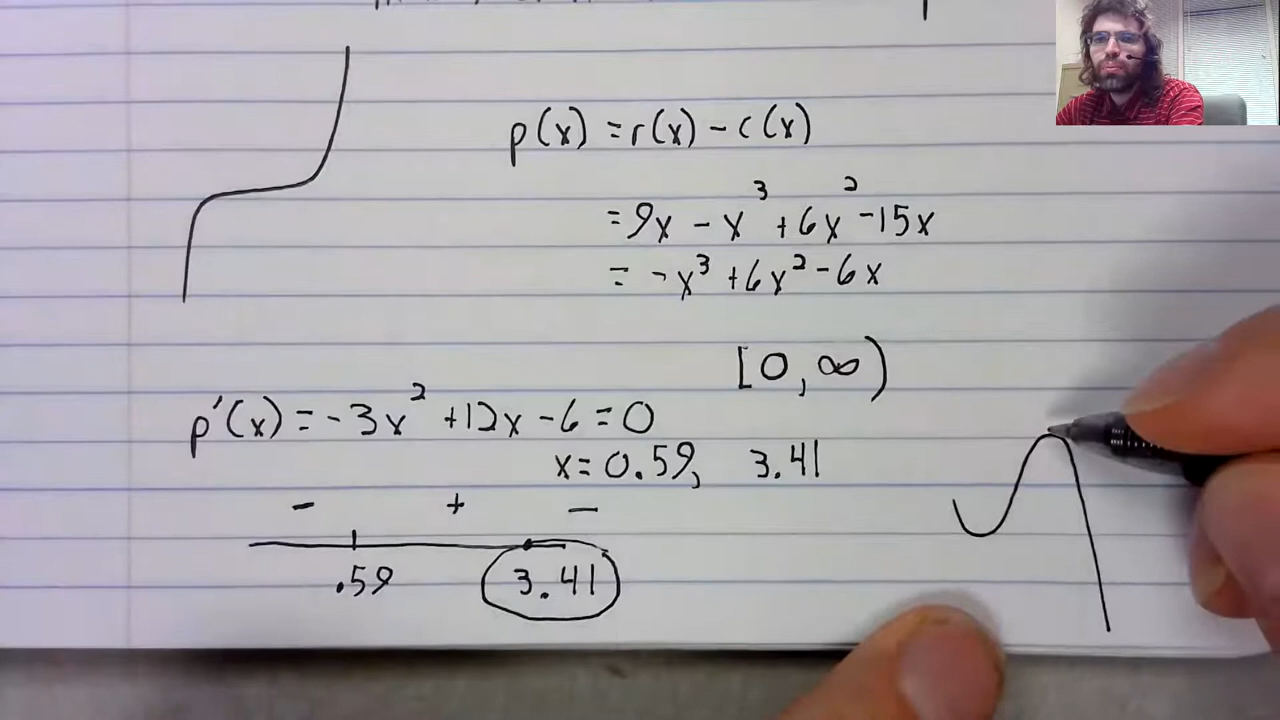 p(x) = r(x) - c(x)
= 9x - x³ + 6x² - 15x
= -x³ + 6x² - 6x
[0, ∞)
p'(x) = -3x² + 12x - 6 = 0
x = 0.59, 3.41
- + -
.59 3.41